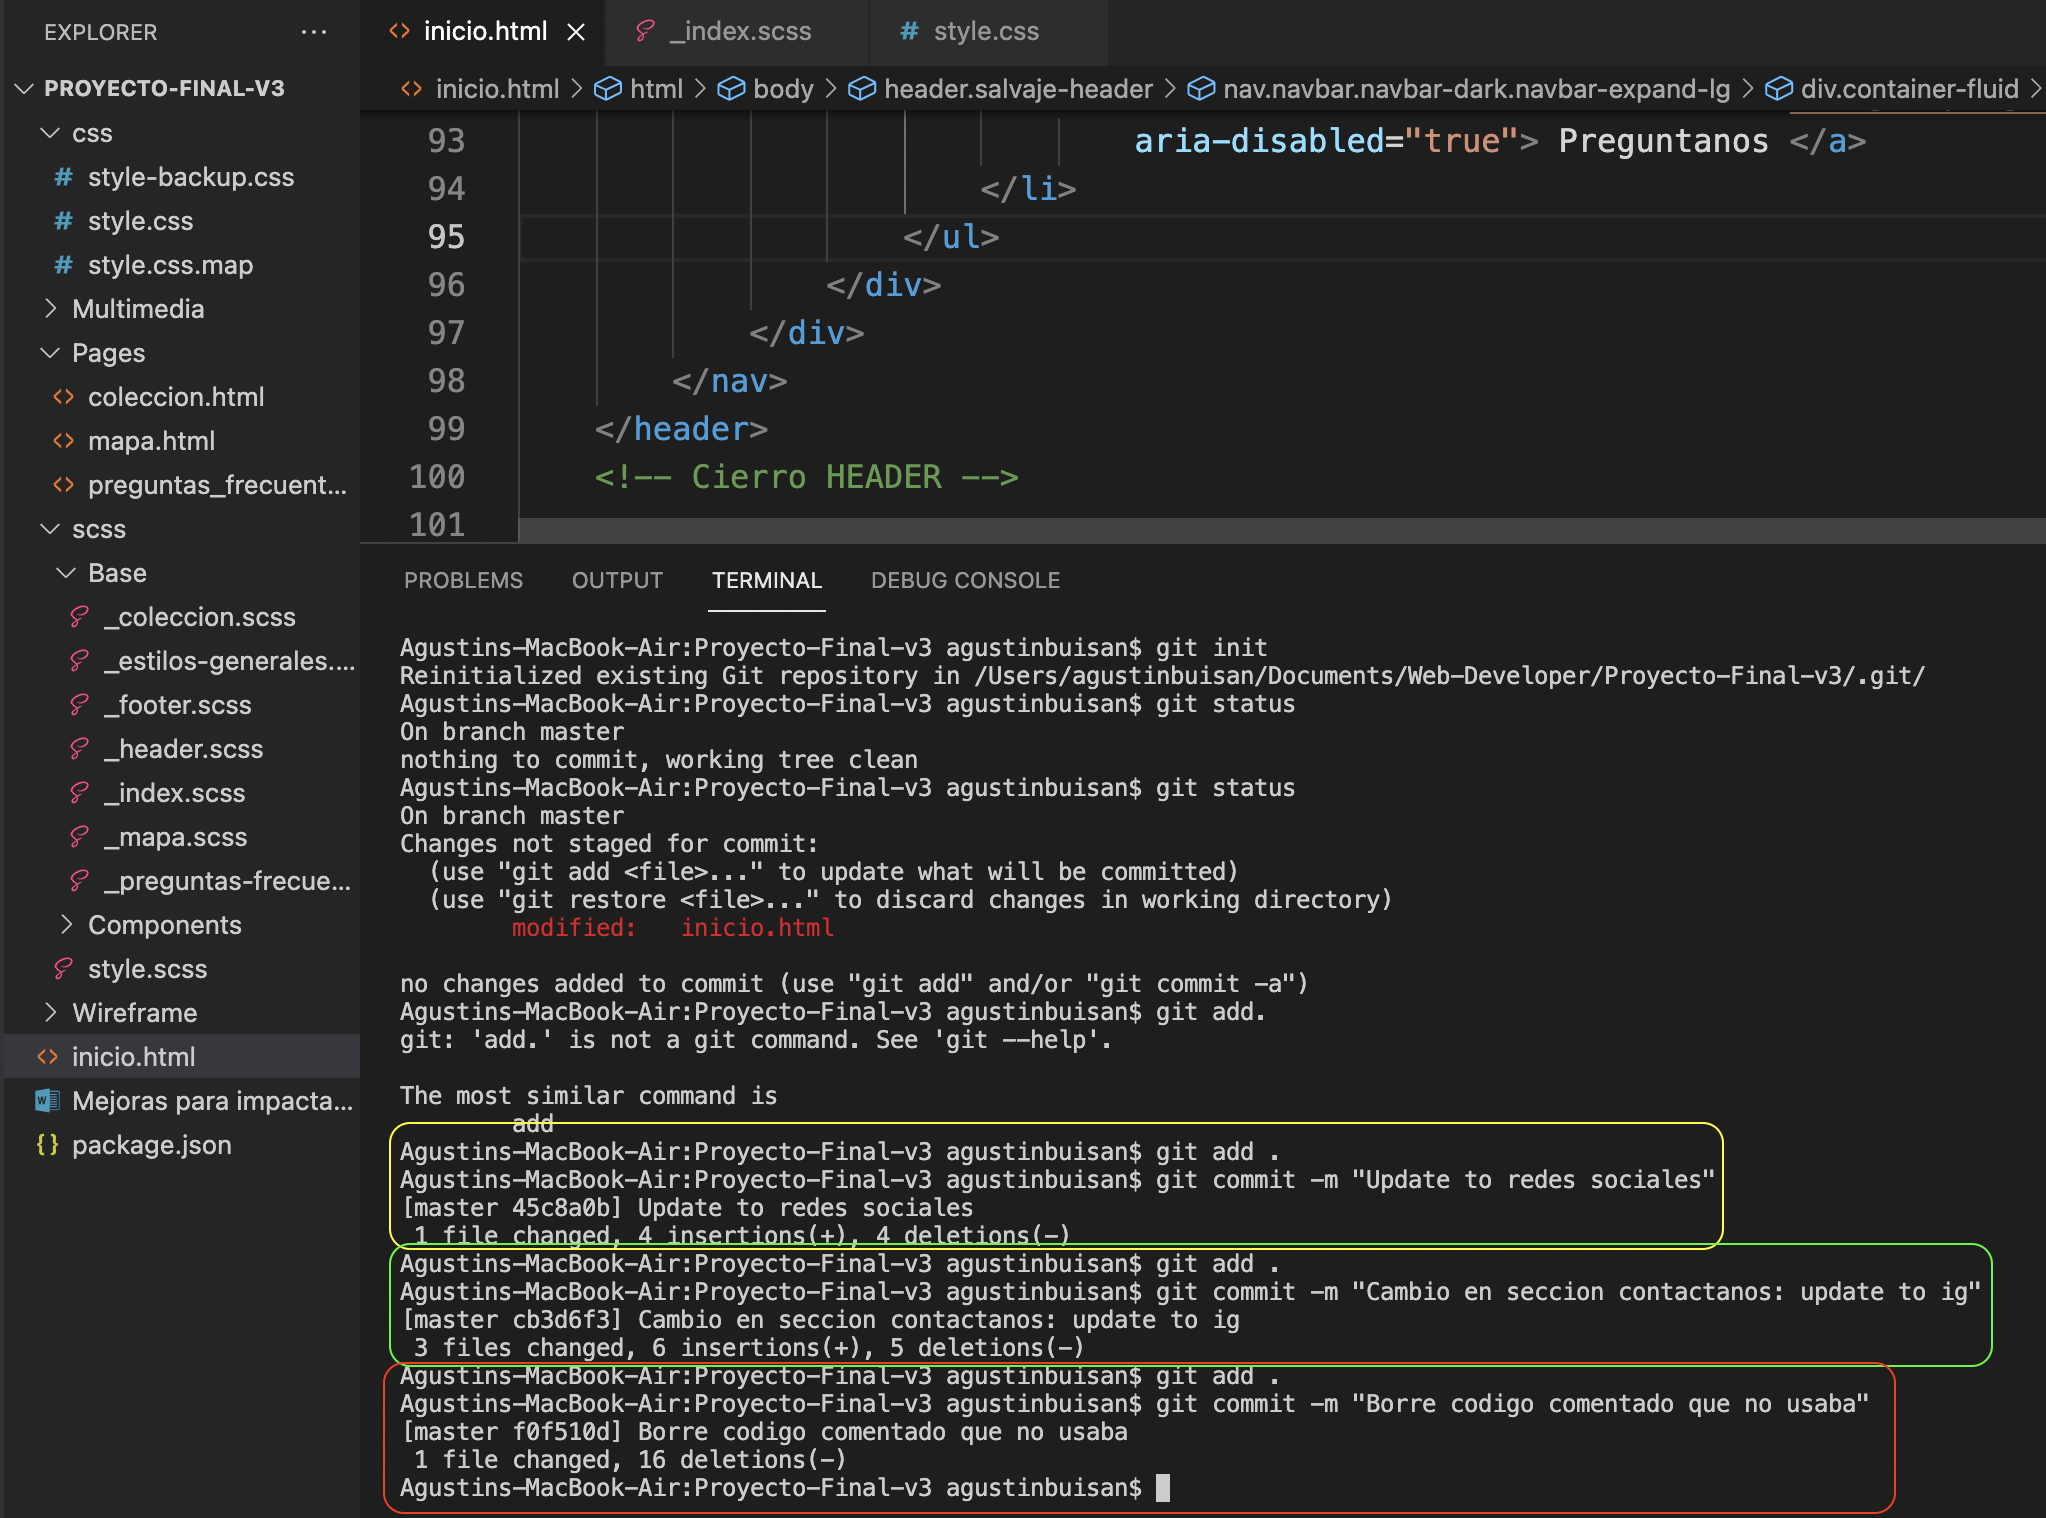 EXPLORER ...
PROYECTO-FINAL-V3
css
# style-backup.css
# style.css
# style.css.map
Multimedia
Pages
<> coleccion.html
<> mapa.html
<> preguntas_frecuent...
scss
Base
_coleccion.scss
_estilos-generales....
_footer.scss
_header.scss
_index.scss
_mapa.scss
_preguntas-frecue...
Components
style.scss
Wireframe
<> inicio.html
Mejoras para impacta...
{} package.json
<> inicio.html × _index.scss # style.css
<> inicio.html > html > body > header.salvaje-header > nav.navbar.navbar-dark.navbar-expand-lg > div.container-fluid >
93 aria-disabled="true"> Preguntanos </a>
94 </li>
95 </ul>
96 </div>
97 </div>
98 </nav>
99 </header>
100 <!-- Cierro HEADER -->
101
PROBLEMS OUTPUT TERMINAL DEBUG CONSOLE
Agustins-MacBook-Air:Proyecto-Final-v3 agustinbuisan$ git init
Reinitialized existing Git repository in /Users/agustinbuisan/Documents/Web-Developer/Proyecto-Final-v3/.git/
Agustins-MacBook-Air:Proyecto-Final-v3 agustinbuisan$ git status
On branch master
nothing to commit, working tree clean
Agustins-MacBook-Air:Proyecto-Final-v3 agustinbuisan$ git status
On branch master
Changes not staged for commit:
(use "git add <file>..." to update what will be committed)
(use "git restore <file>..." to discard changes in working directory)
modified: inicio.html
no changes added to commit (use "git add" and/or "git commit -a")
Agustins-MacBook-Air:Proyecto-Final-v3 agustinbuisan$ git add.
git: 'add.' is not a git command. See 'git --help'.
The most similar command is
add
Agustins-MacBook-Air:Proyecto-Final-v3 agustinbuisan$ git add .
Agustins-MacBook-Air:Proyecto-Final-v3 agustinbuisan$ git commit -m "Update to redes sociales"
[master 45c8a0b] Update to redes sociales
1 file changed, 4 insertions(+), 4 deletions(-)
Agustins-MacBook-Air:Proyecto-Final-v3 agustinbuisan$ git add .
Agustins-MacBook-Air:Proyecto-Final-v3 agustinbuisan$ git commit -m "Cambio en seccion contactanos: update to ig"
[master cb3d6f3] Cambio en seccion contactanos: update to ig
3 files changed, 6 insertions(+), 5 deletions(-)
Agustins-MacBook-Air:Proyecto-Final-v3 agustinbuisan$ git add .
Agustins-MacBook-Air:Proyecto-Final-v3 agustinbuisan$ git commit -m "Borre codigo comentado que no usaba"
[master f0f510d] Borre codigo comentado que no usaba
1 file changed, 16 deletions(-)
Agustins-MacBook-Air:Proyecto-Final-v3 agustinbuisan$